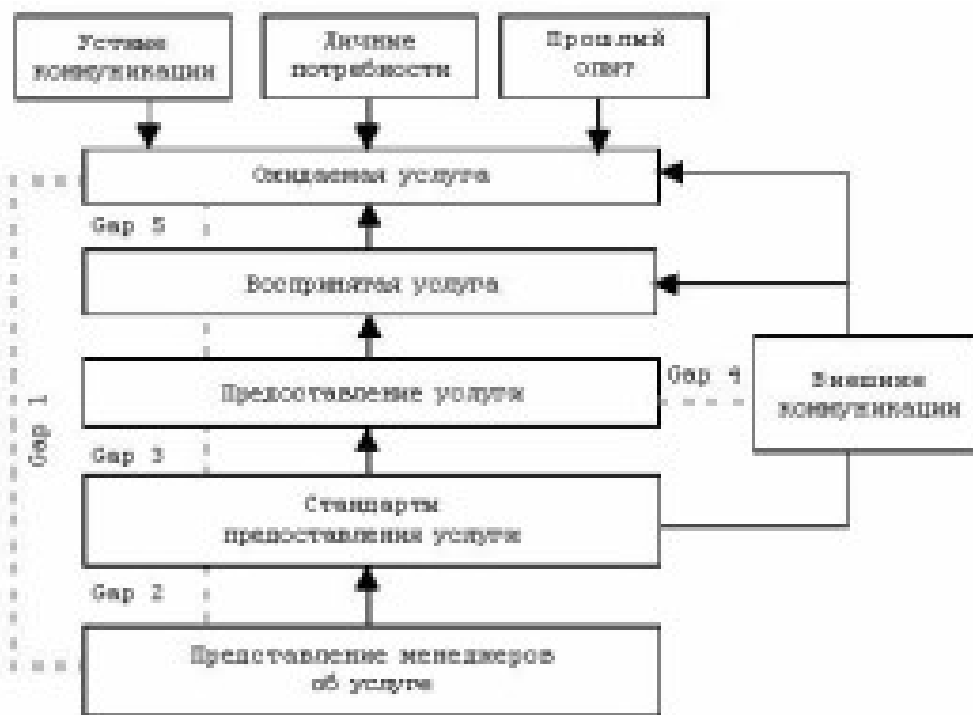 Устные
коммуникации
Личные
потребности
Прошлый
опыт
Ожидаемая услуга
Gap 5
Воспринятая услуга
Предоставление услуги
Gap 4
Внешние
коммуникации
Gap 1
Gap 3
Стандарты
предоставления услуги
Gap 2
Представление менеджеров
об услуге